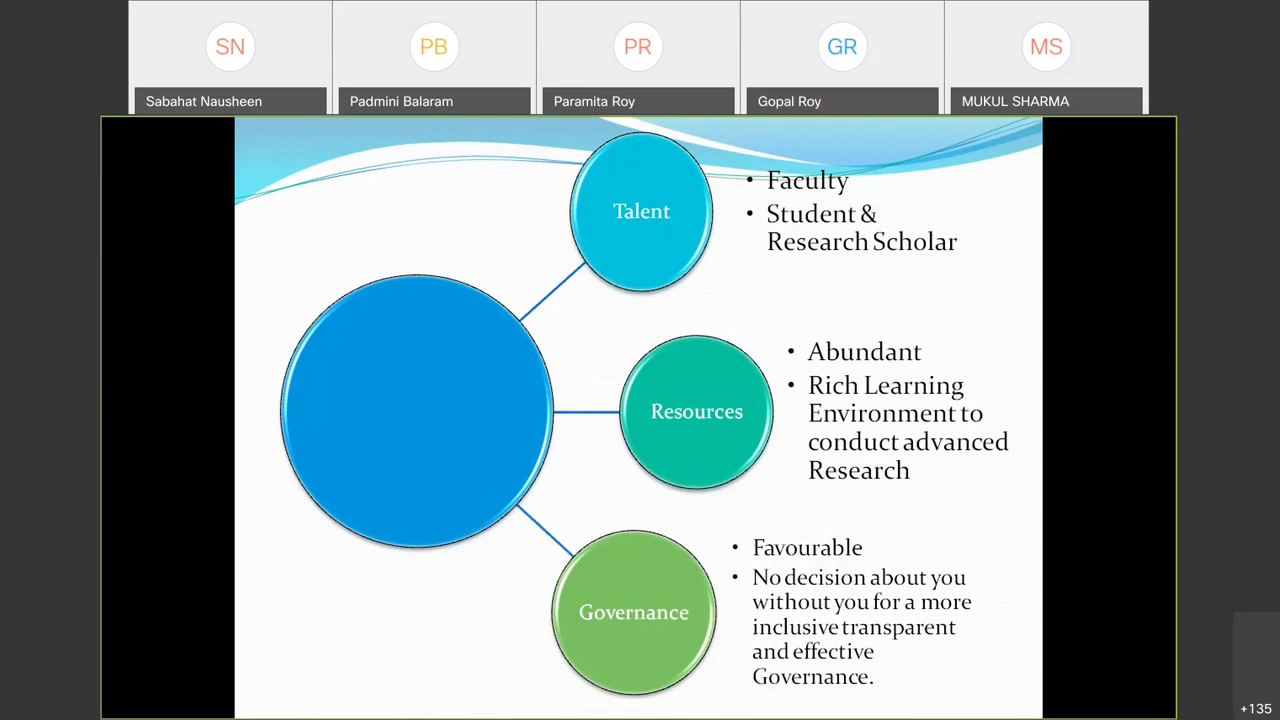 SN
PB
PR
GR
MS
Sabahat Nausheen
Padmini Balaram
Paramita Roy
Gopal Roy
MUKUL SHARMA
Talent
• Faculty
• Student &
Research Scholar
Resources
• Abundant
• Rich Learning
Environment to
conduct advanced
Research
Governance
• Favourable
• No decision about you
without you for a more
inclusive transparent
and effective
Governance.
+135